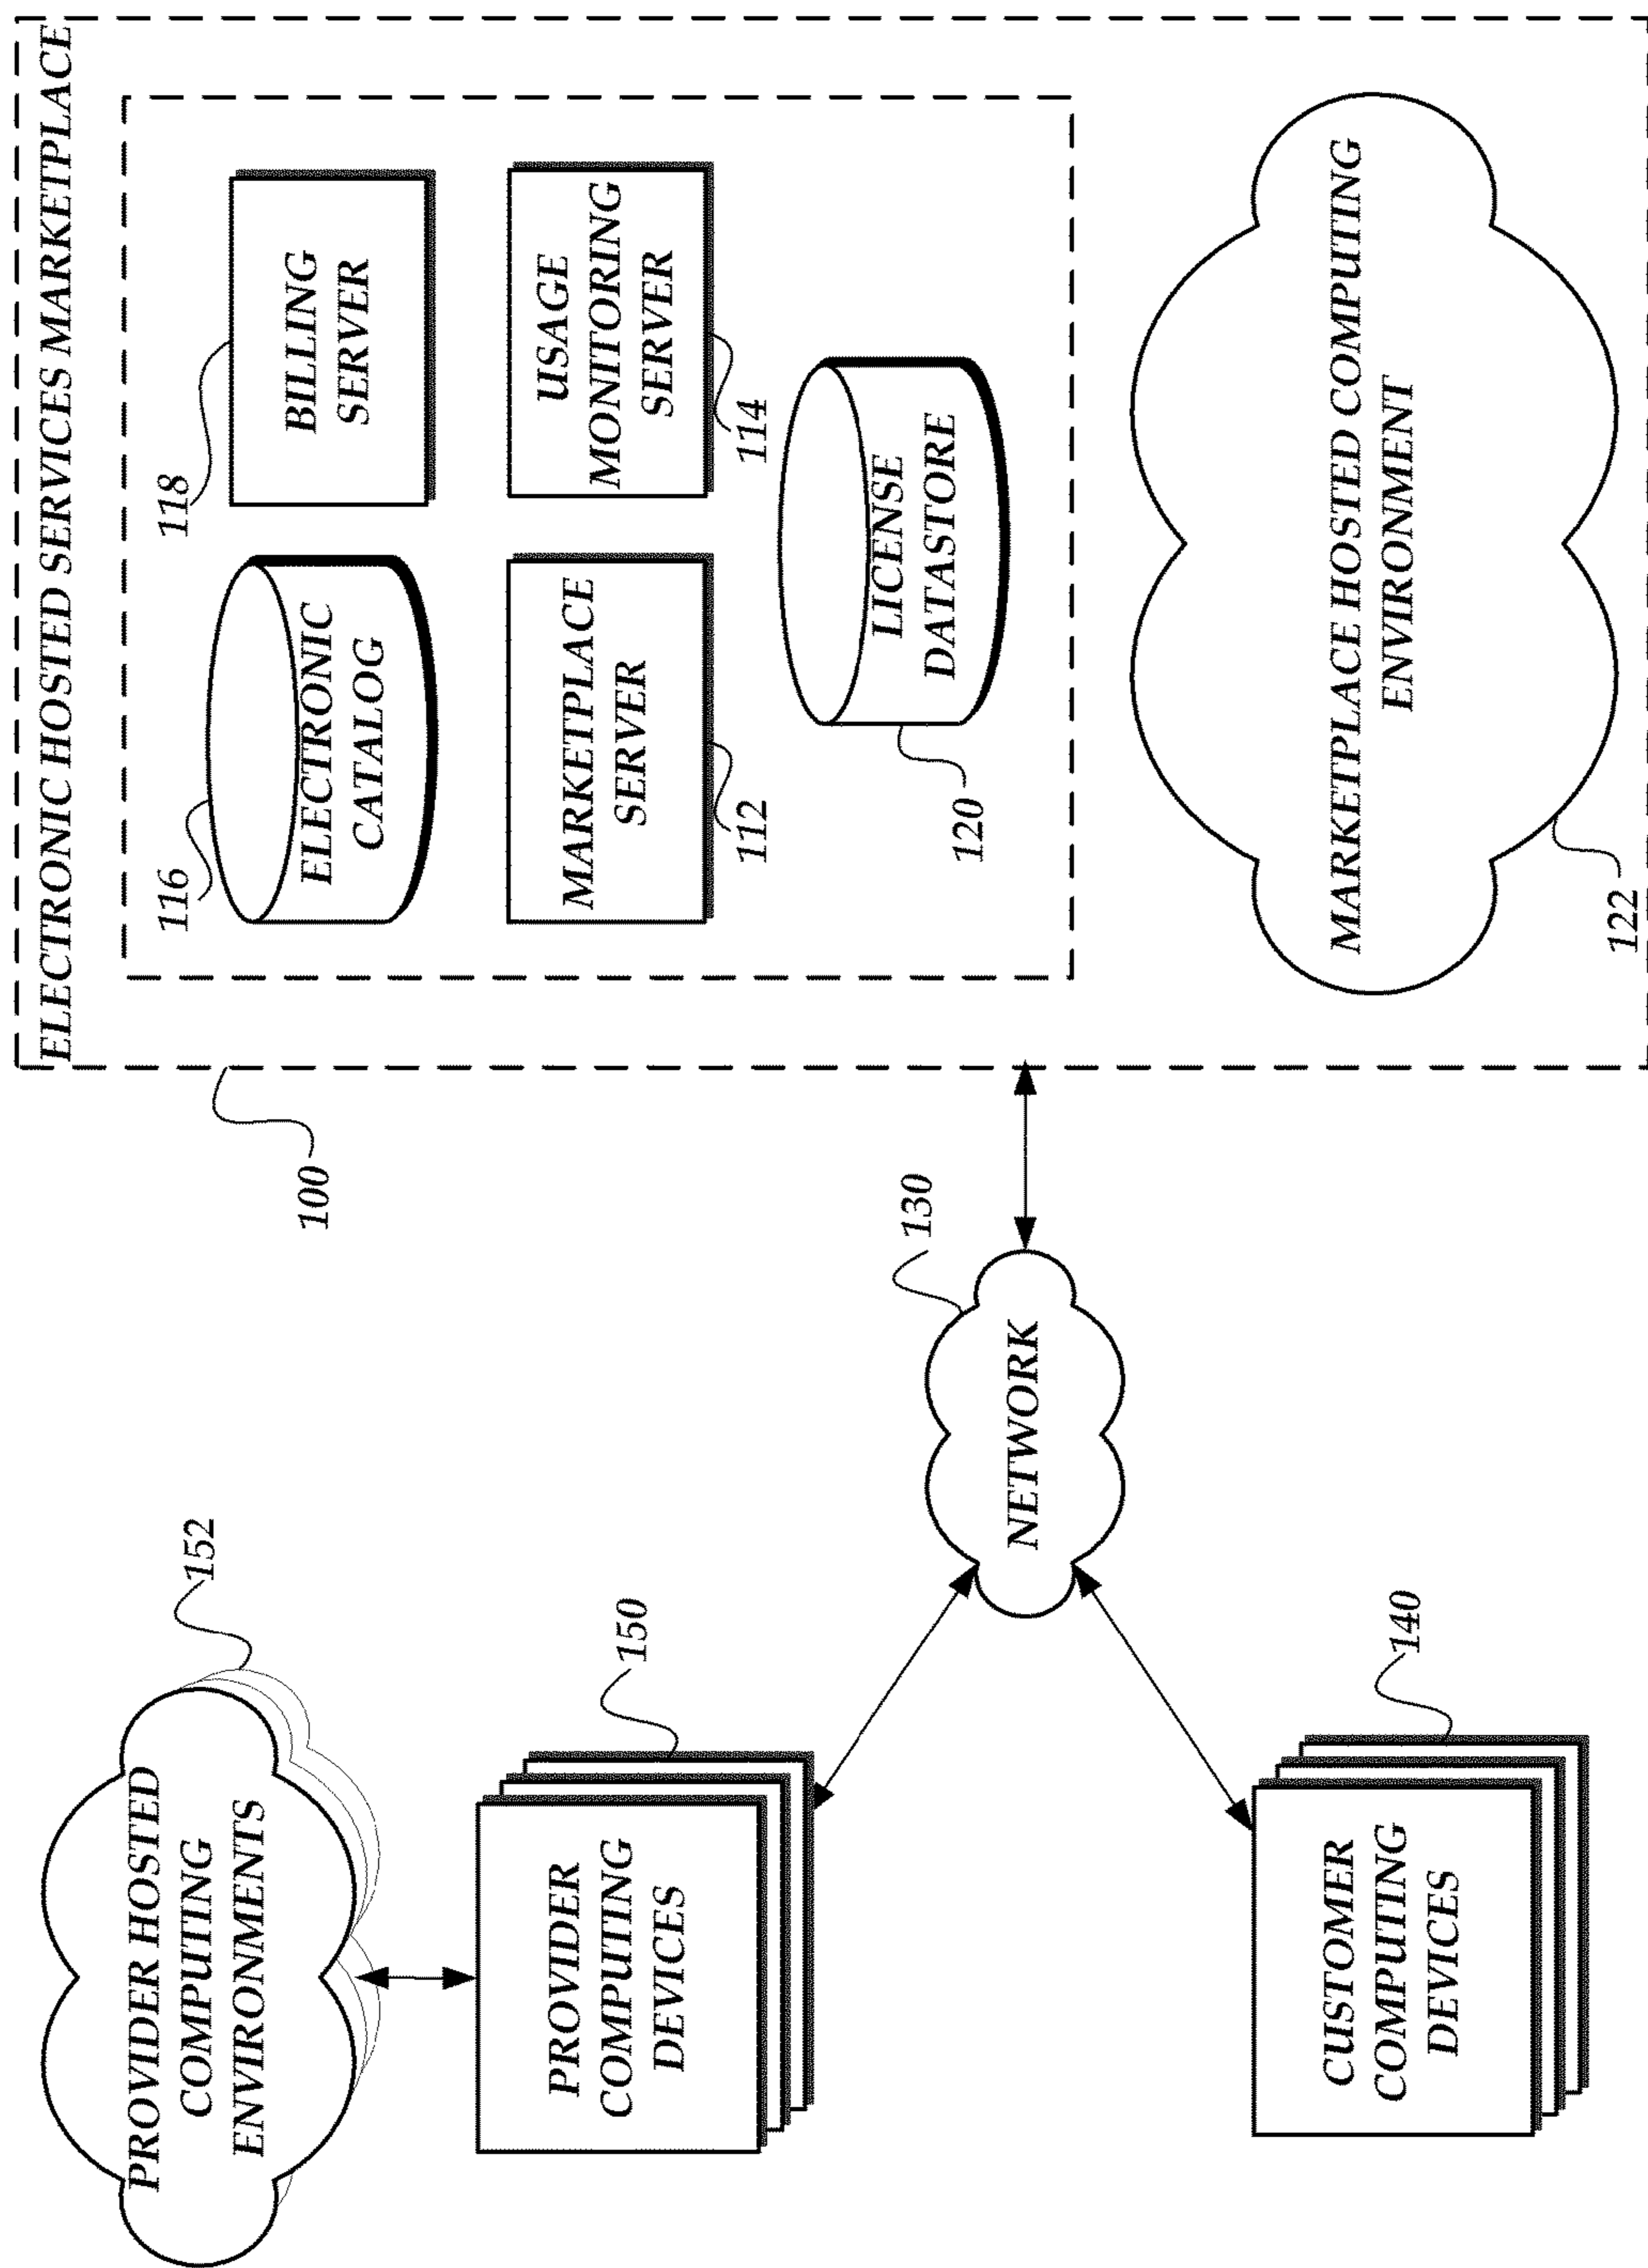 ELECTRONIC HOSTED SERVICES MARKETPLACE
116
ELECTRONIC
CATALOG
118
BILLING
SERVER
MARKETPLACE
SERVER
112
USAGE
MONITORING
SERVER
114
LICENSE
DATASTORE
120
MARKETPLACE HOSTED COMPUTING
ENVIRONMENT
122
100
130
NETWORK
PROVIDER HOSTED
COMPUTING
ENVIRONMENTS
152
PROVIDER
COMPUTING
DEVICES
150
CUSTOMER
COMPUTING
DEVICES
140